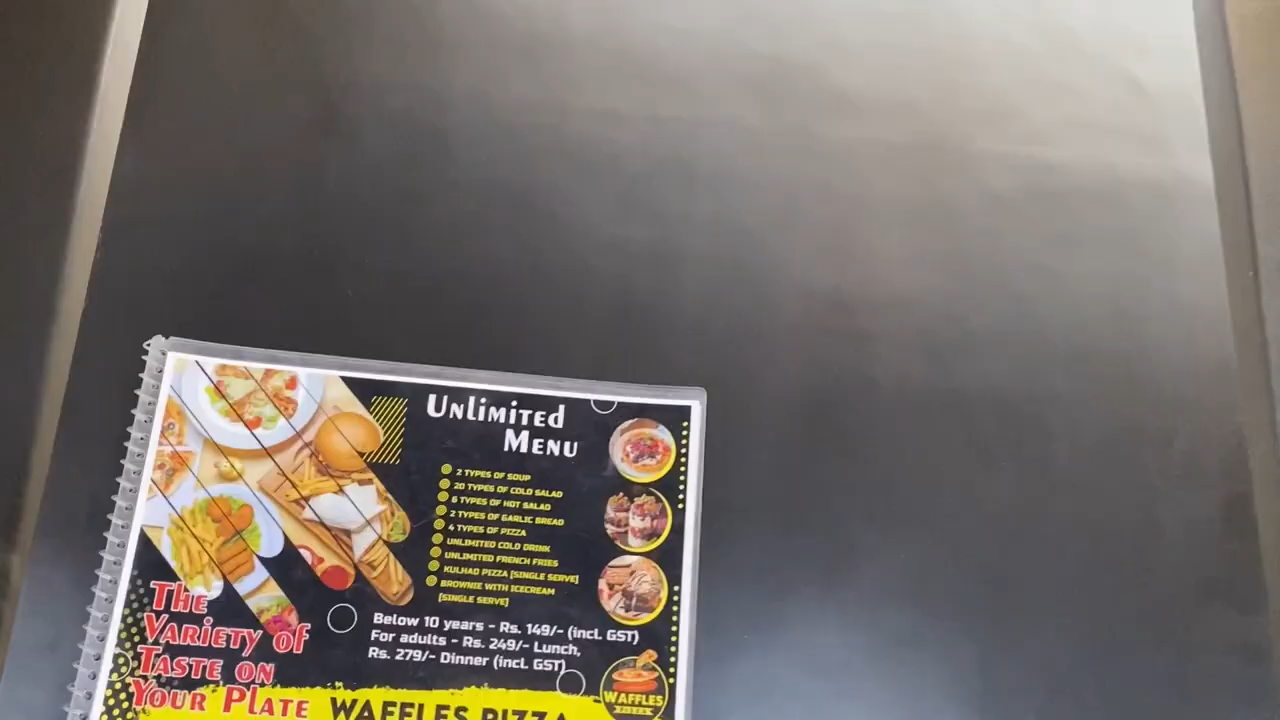 Unlimited
Menu
2 TYPES OF SOUP
20 TYPES OF COLD SALAD
6 TYPES OF HOT SALAD
2 TYPES OF GARLIC BREAD
4 TYPES OF PIZZA
UNLIMITED COLD DRINK
UNLIMITED FRENCH FRIES
KULHAD PIZZA (SINGLE SERVE)
BROWNIE WITH ICECREAM
(SINGLE SERVE)
Below 10 years - Rs. 149/- (incl. GST)
For adults - Rs. 249/- Lunch,
Rs. 279/- Dinner (incl. GST)
The
Variety of
Taste on
Your Plate
WAFFLES PIZZA
WAFFLES
PIZZA